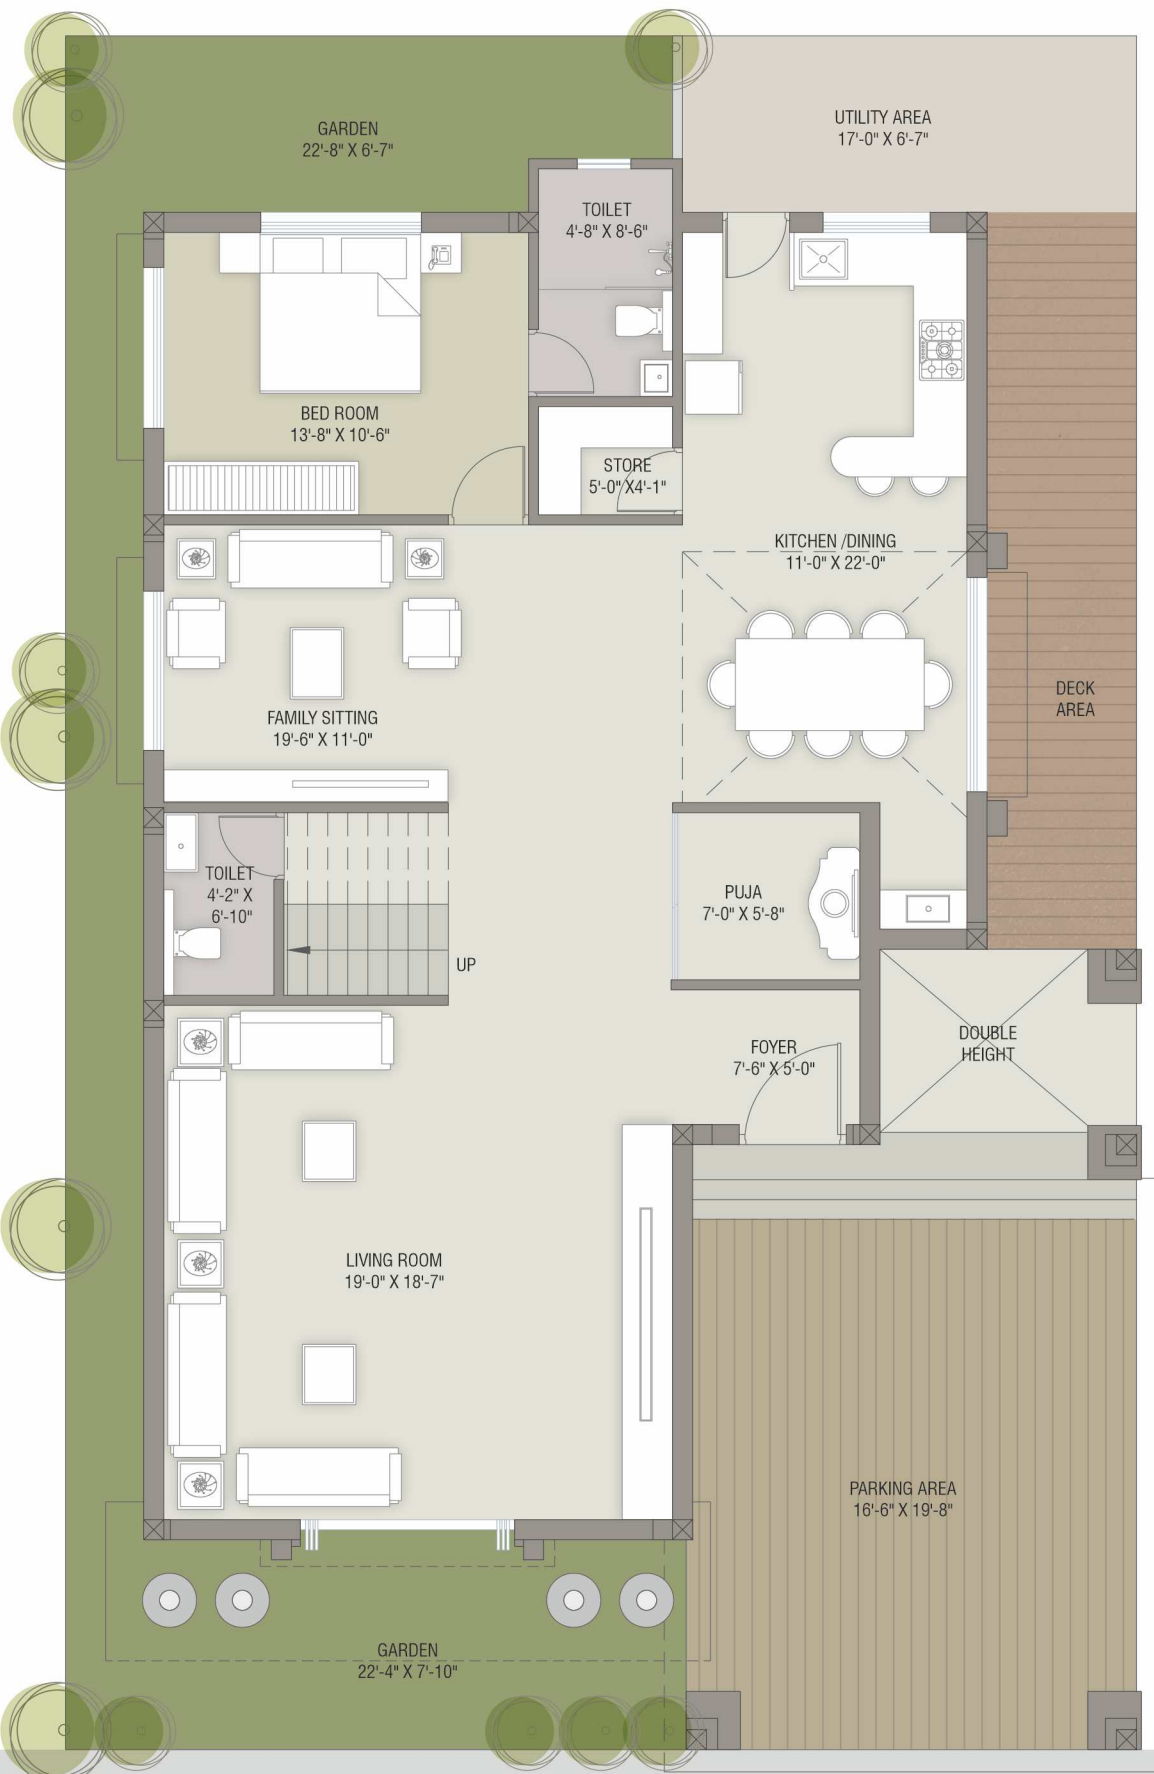 GARDEN
22'-8" X 6'-7"
UTILITY AREA
17'-0" X 6'-7"
TOILET
4'-8" X 8'-6"
BED ROOM
13'-8" X 10'-6"
STORE
5'-0" X4'-1"
KITCHEN /DINING
11'-0" X 22'-0"
FAMILY SITTING
19'-6" X 11'-0"
DECK
AREA
TOILET
4'-2" X
6'-10"
PUJA
7'-0" X 5'-8"
UP
FOYER
7'-6" X 5'-0"
DOUBLE
HEIGHT
LIVING ROOM
19'-0" X 18'-7"
PARKING AREA
16'-6" X 19'-8"
GARDEN
22'-4" X 7'-10"